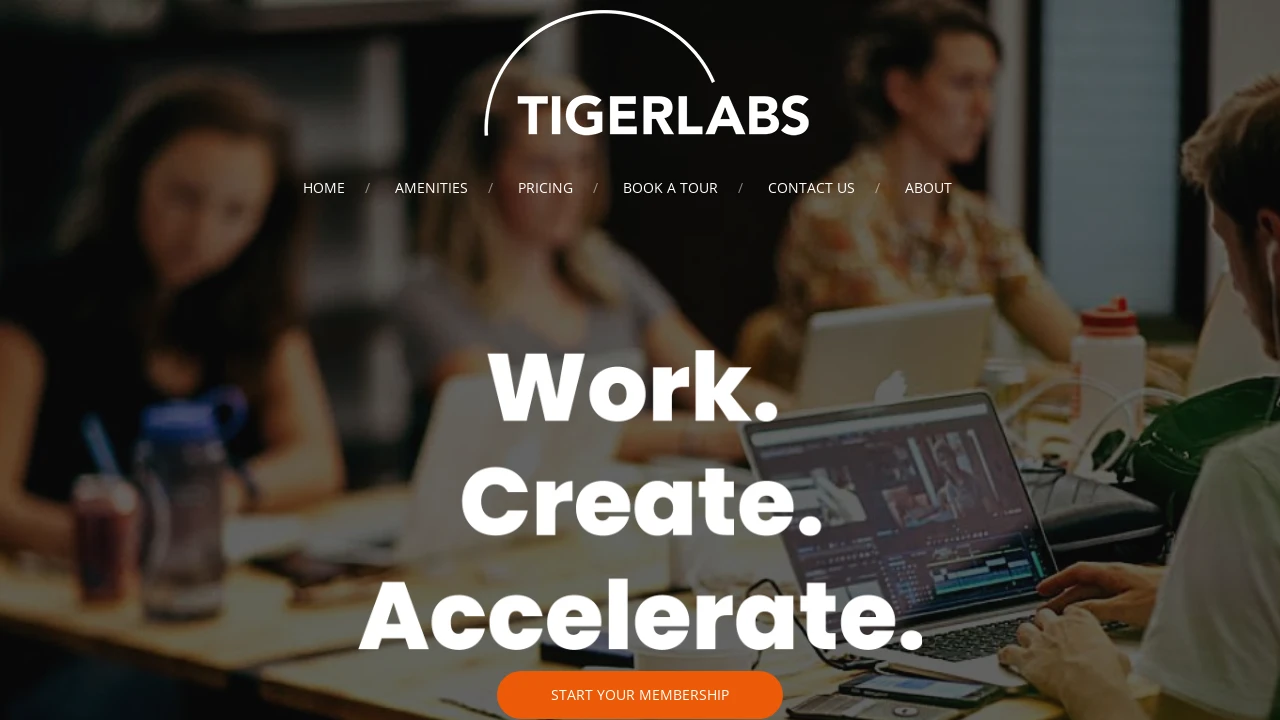 TIGERLABS
HOME / AMENITIES / PRICING / BOOK A TOUR / CONTACT US / ABOUT
Work.
Create.
Accelerate.
START YOUR MEMBERSHIP